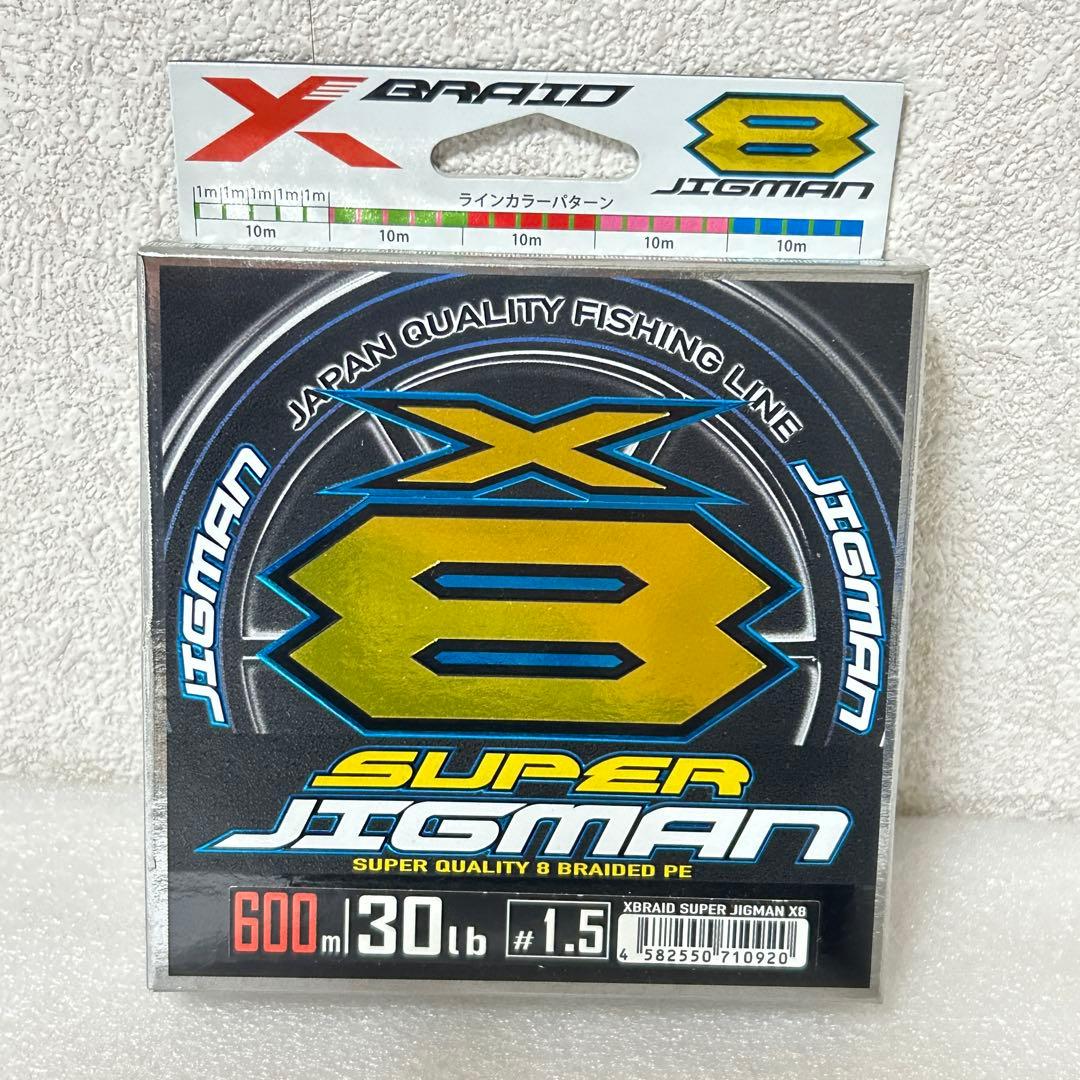 X BRAID
8
JIGMAN
ラインカラーパターン
1m 1m 1m 1m 1m
10m 10m 10m 10m 10m
JAPAN QUALITY FISHING LINE
X
8
JIGMAN
JIGMAN
SUPER
JIGMAN
SUPER QUALITY 8 BRAIDED PE
600m 30lb #1.5
XBRAID SUPER JIGMAN X8
4 582550 710920